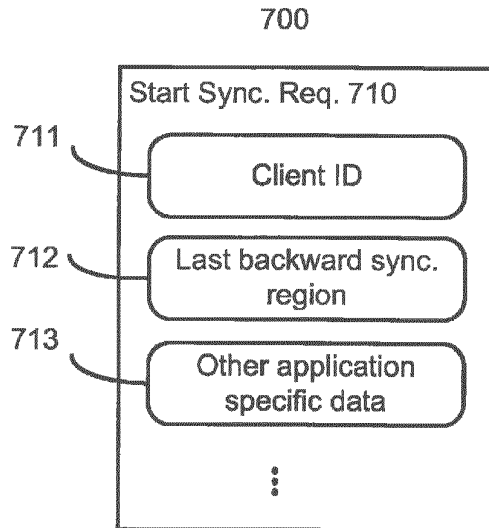 700
Start Sync. Req. 710
711
Client ID
712
Last backward sync.
region
713
Other application
specific data